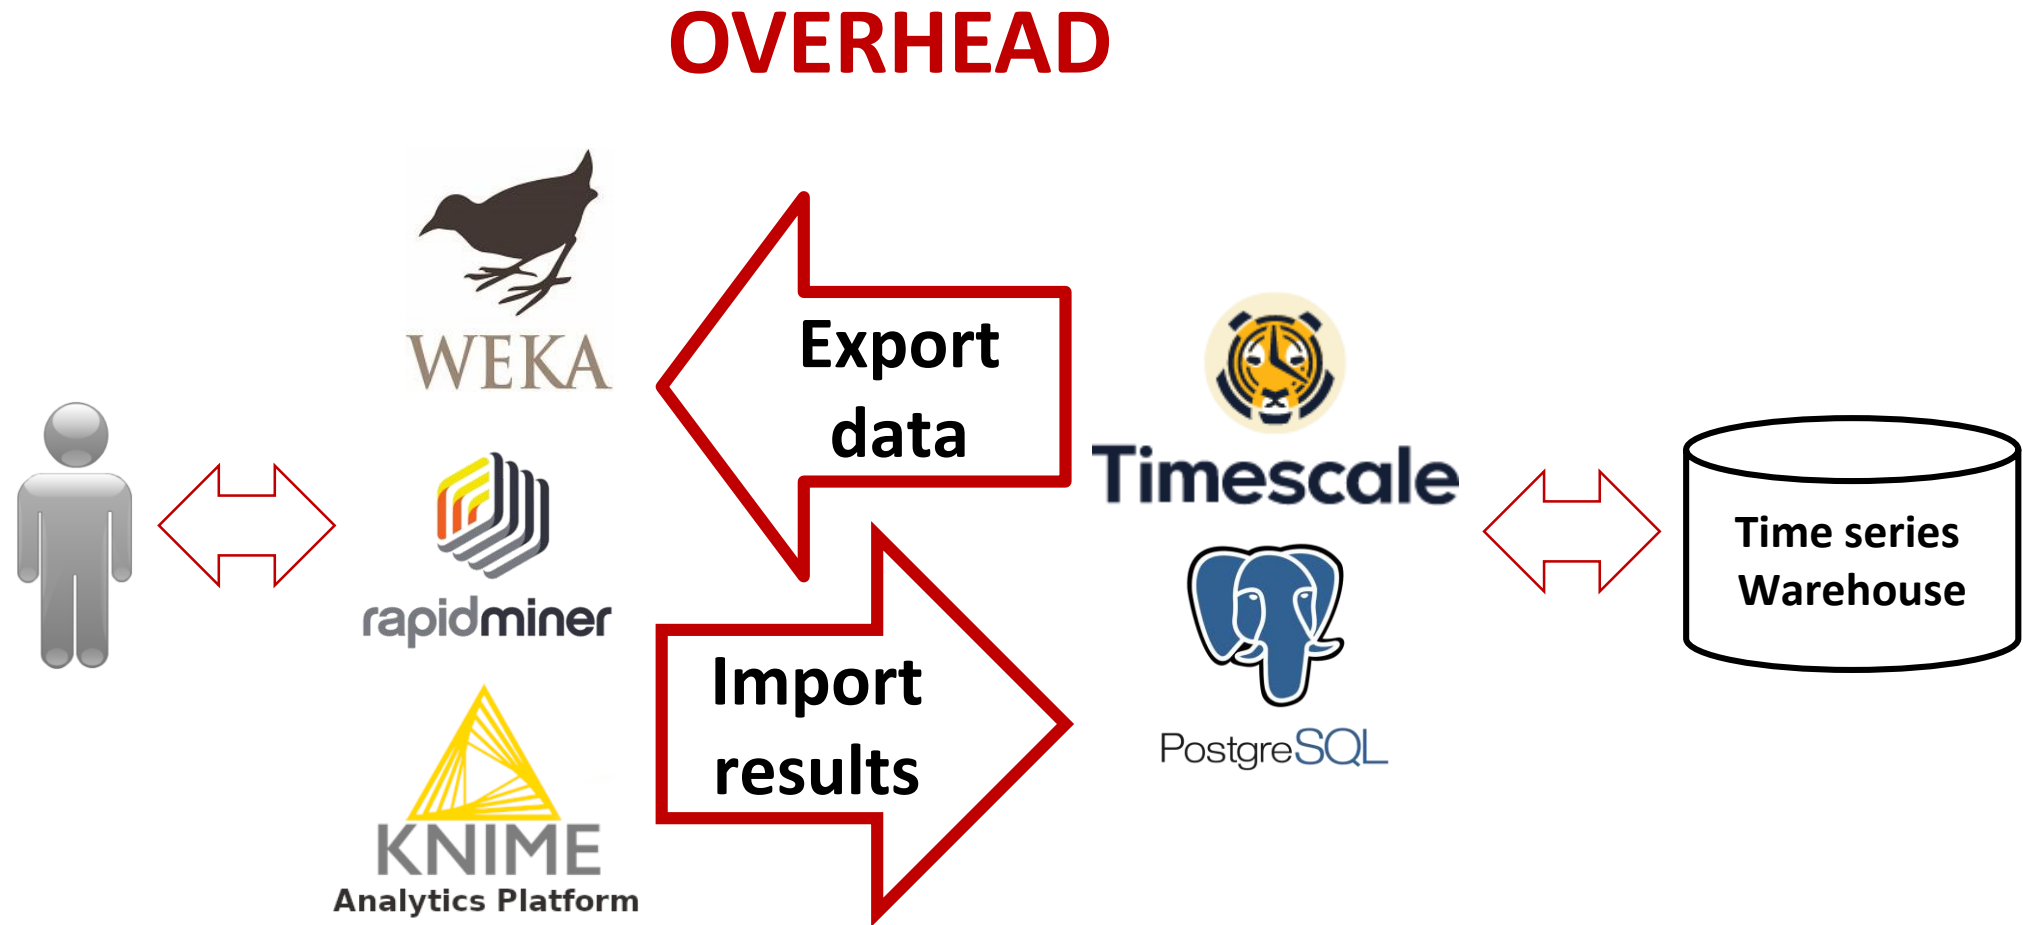 OVERHEAD
WEKA
rapidminer
KNIME
Analytics Platform
Export
data
Import
results
Timescale
PostgreSQL
Time series
Warehouse